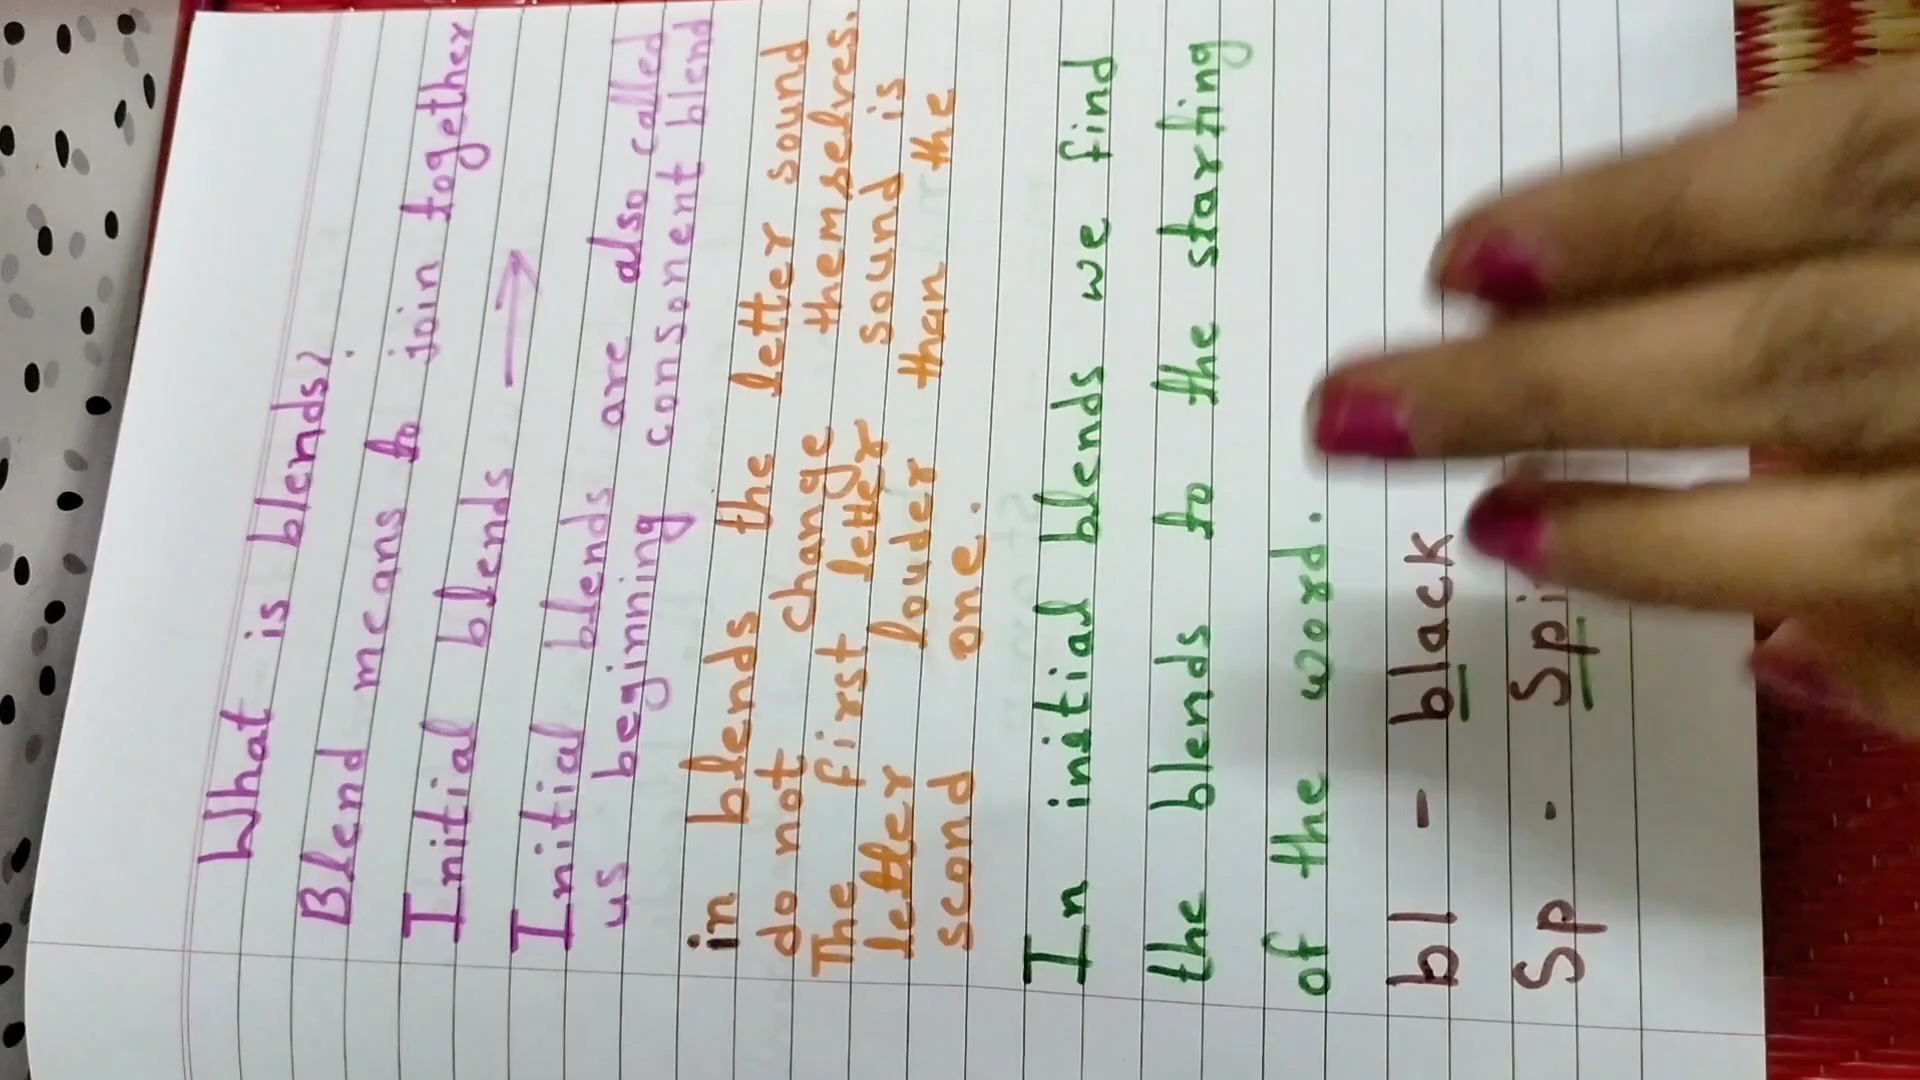 What is blends?
Blend means to join together
Initial blends →
Initial blends are also called
us beginning consonent blend
in blends the letter sound
do not change themselves.
The first letter sound is
letter louder than the
scond one.
In initial blends we find
the blends to the starting
of the word.
bl - black
Sp -